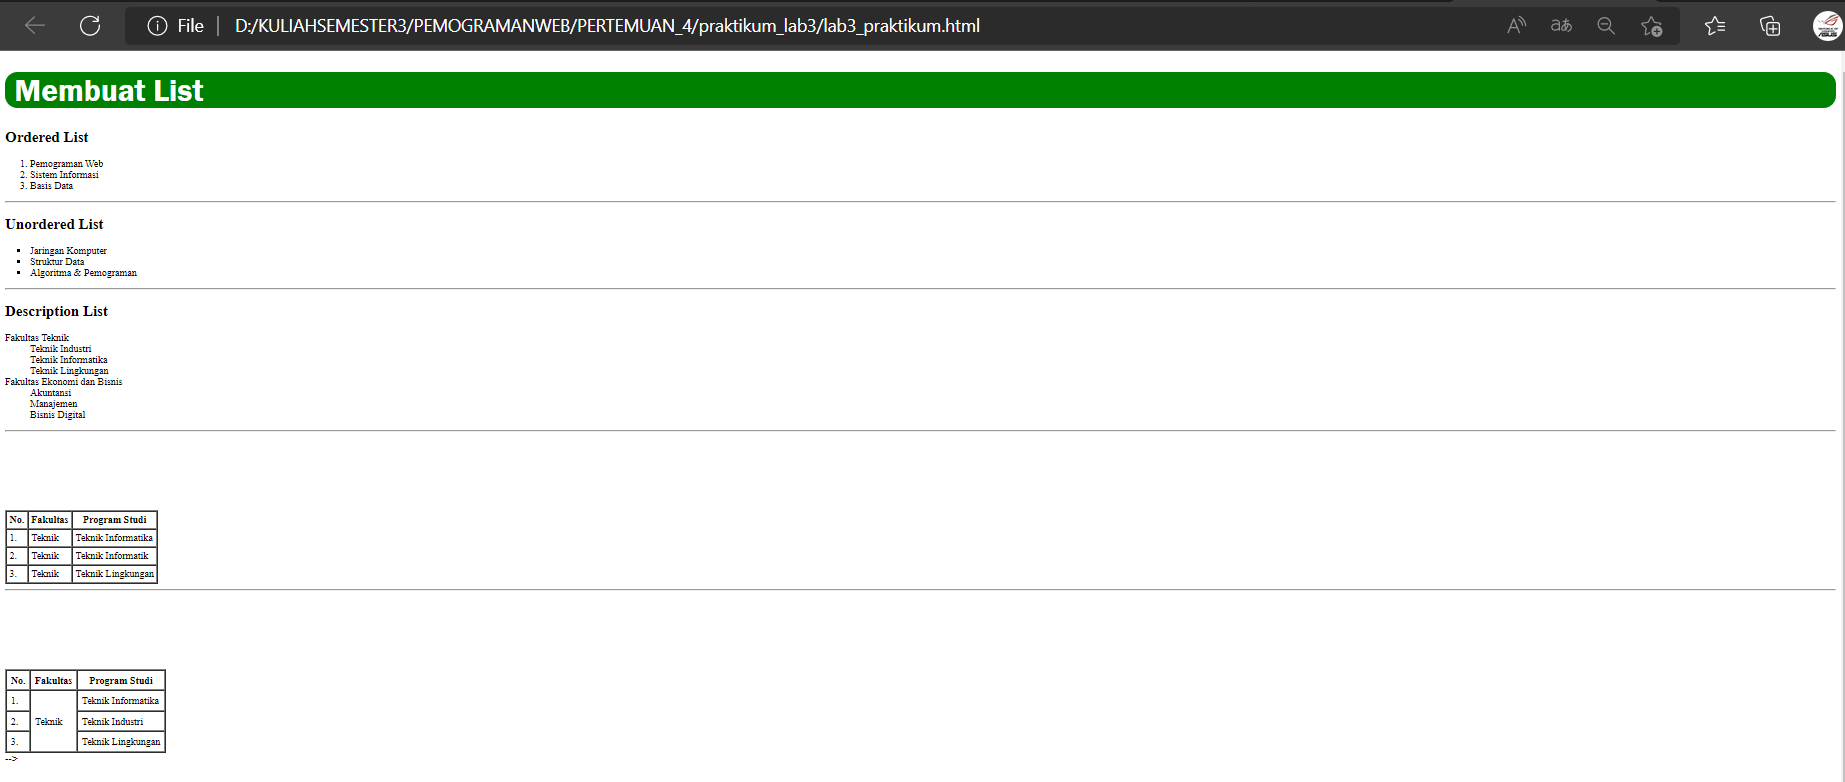 File
D:/KULIAHSEMESTER3/PEMOGRAMANWEB/PERTEMUAN_4/praktikum_lab3/lab3_praktikum.html
Membuat List
Ordered List
1. Pemograman Web
2. Sistem Informasi
3. Basis Data
Unordered List
Jaringan Komputer
Struktur Data
Algoritma & Pemograman
Description List
Fakultas Teknik
Teknik Industri
Teknik Informatika
Teknik Lingkungan
Fakultas Ekonomi dan Bisnis
Akuntansi
Manajemen
Bisnis Digital
No. Fakultas Program Studi
1. Teknik Teknik Informatika
2. Teknik Teknik Informatik
3. Teknik Teknik Lingkungan
No. Fakultas Program Studi
1. Teknik Informatika
2. Teknik Teknik Industri
3. Teknik Lingkungan
-->